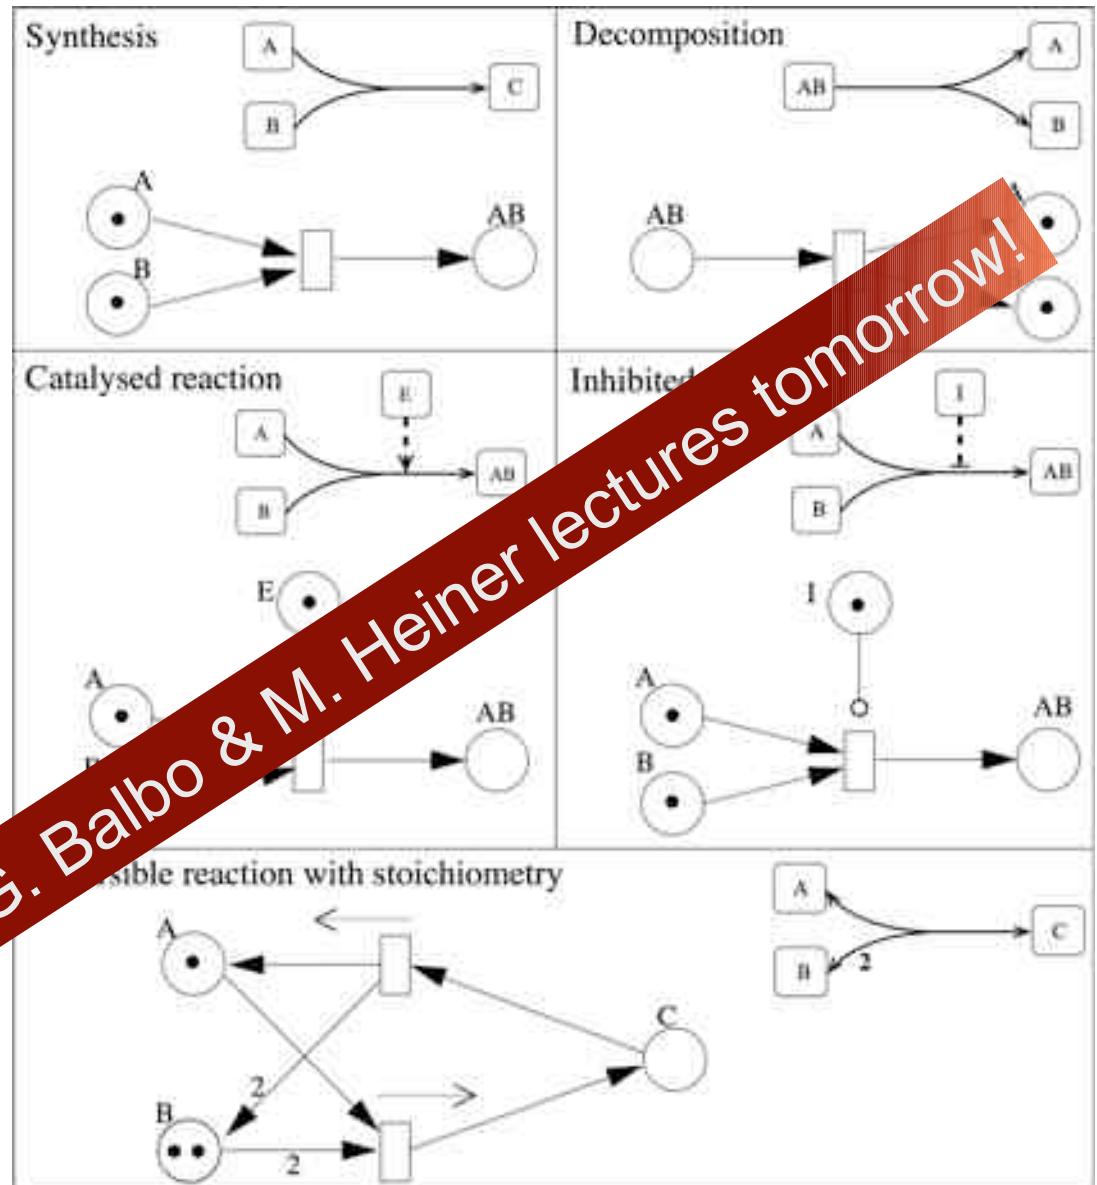 Synthesis
A
B
C
A
B
AB
Decomposition
AB
A
B
AB
Catalysed reaction
E
A
B
AB
E
A
AB
Inhibited
I
A
B
AB
I
A
B
AB
G. Balbo & M. Heiner lectures tomorrow!
reaction with stoichiometry
A
B
2
2
C
A
B
2
C